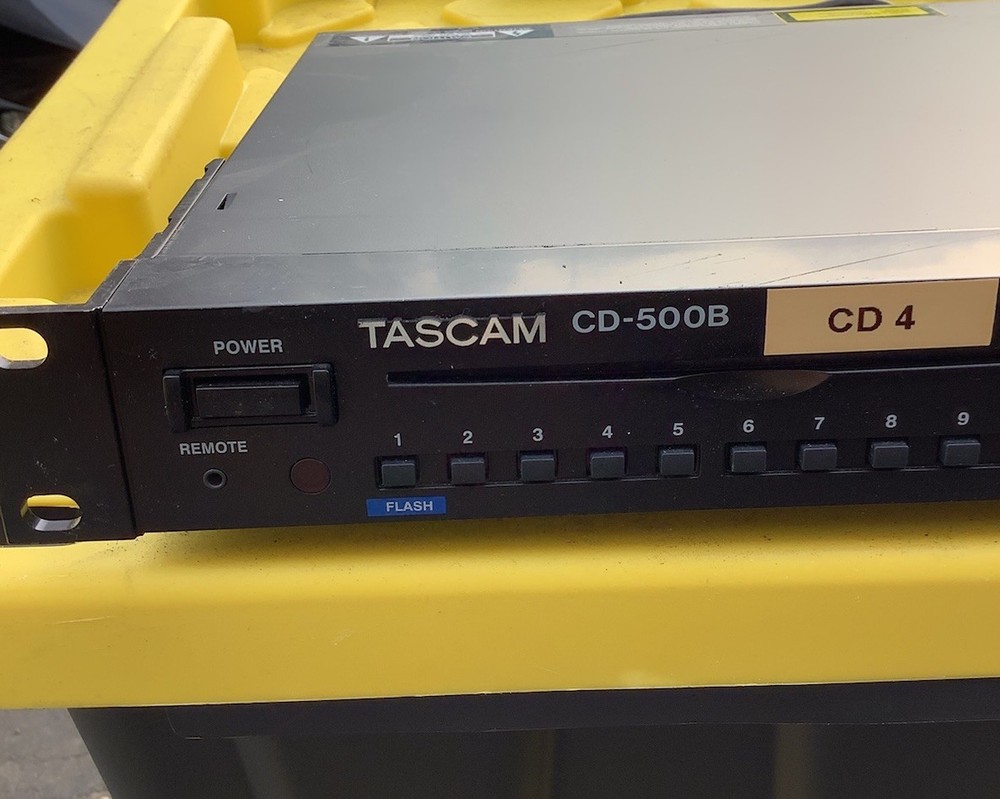 TASCAM CD-500B CD 4
POWER
REMOTE
1 2 3 4 5 6 7 8 9
FLASH